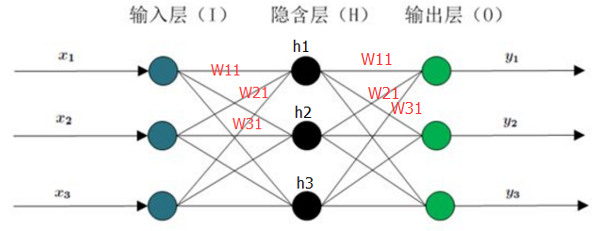 输入层（I） 隐含层（H） 输出层（O）
h1
x1 W11 W11 y1
W21 W21
h2 W31
x2 W31 y2
h3
x3 y3